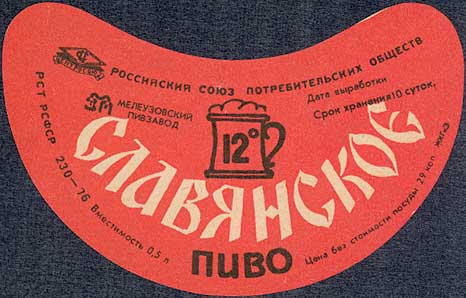 РОССИЙСКИЙ СОЮЗ ПОТРЕБИТЕЛЬСКИХ ОБЩЕСТВ
МЕЛЕУЗОВСКИЙ
ПИВЗАВОД
Дата выработки
Срок хранения 10 суток.
12°
СЛАВЯНСКОЕ
ПИВО
РСТ РСФСР 230—76 Вместимость 0,5 л
Цена без стоимости посуды 29 коп.